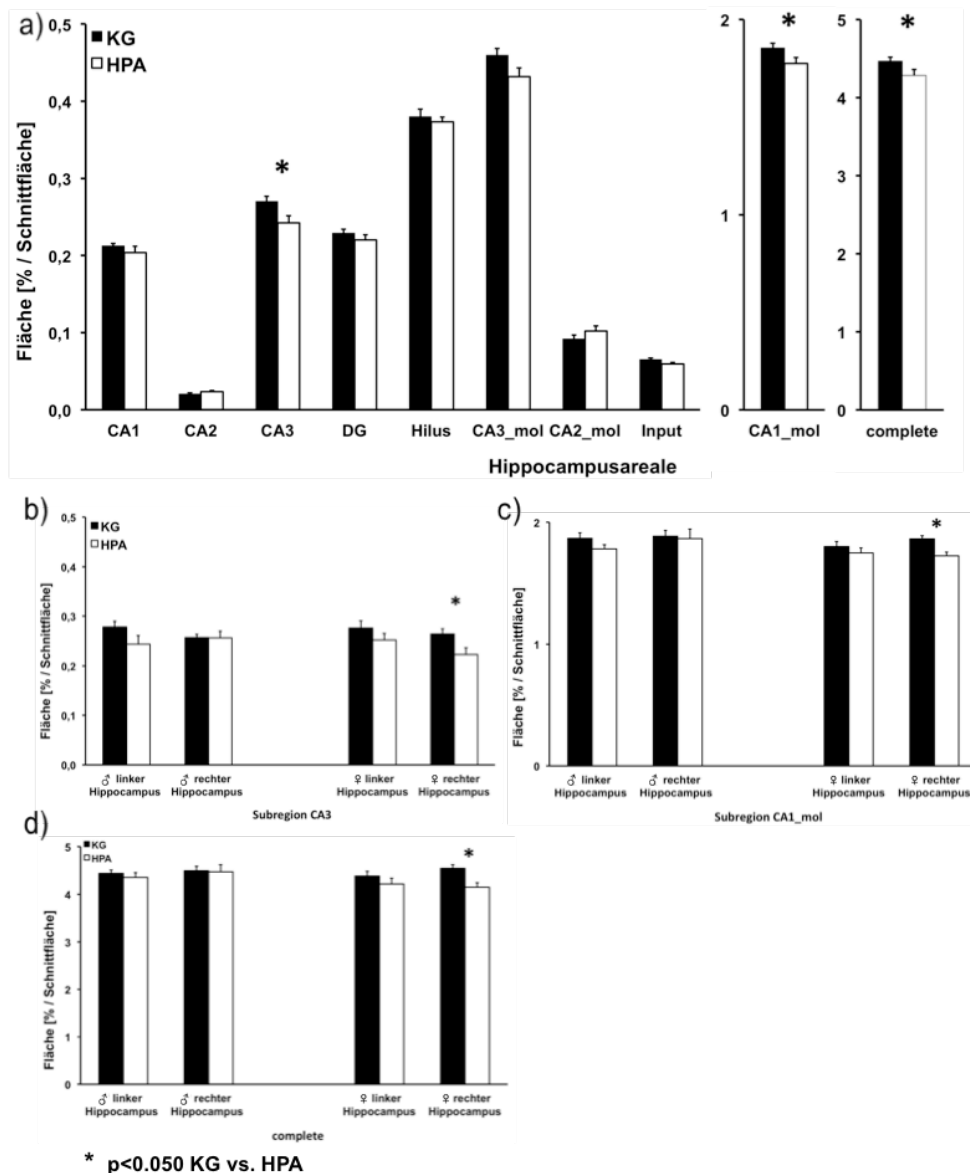 a)
KG
HPA
Fläche [% / Schnittfläche]
0,5
0,4
0,3
0,2
0,1
0,0
*
CA1 CA2 CA3 DG Hilus CA3_mol CA2_mol Input
2
1
0
*
CA1_mol
5
4
3
2
1
0
*
complete
Hippocampusareale
b)
KG
HPA
Fläche [% / Schnittfläche]
0,5
0,4
0,3
0,2
0,1
0,0
*
♂ linker Hippocampus
♂ rechter Hippocampus
♀ linker Hippocampus
♀ rechter Hippocampus
Subregion CA3
c)
Fläche [% / Schnittfläche]
2
1
0
*
♂ linker Hippocampus
♂ rechter Hippocampus
♀ linker Hippocampus
♀ rechter Hippocampus
Subregion CA1_mol
d)
KG
HPA
Fläche [% / Schnittfläche]
5
4
3
2
1
0
*
♂ linker Hippocampus
♂ rechter Hippocampus
♀ linker Hippocampus
♀ rechter Hippocampus
complete
* p<0.050 KG vs. HPA